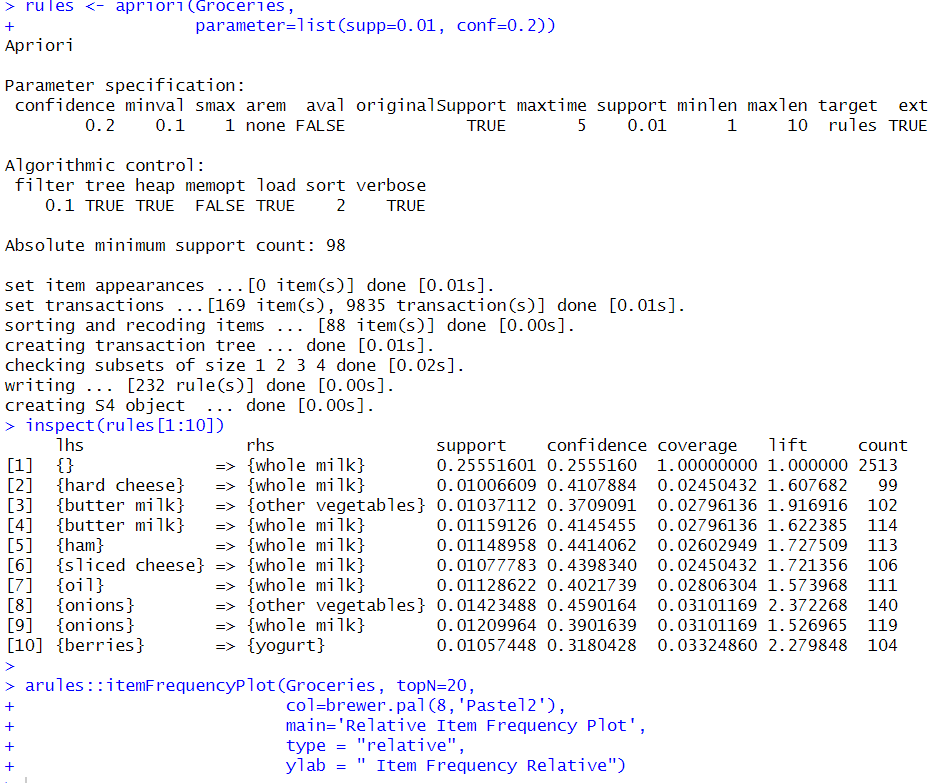 > rules <- apriori(Groceries,
+                  parameter=list(supp=0.01, conf=0.2))
Apriori

Parameter specification:
 confidence minval smax arem  aval originalSupport maxtime support minlen maxlen target  ext
        0.2    0.1    1 none FALSE            TRUE       5    0.01      1     10  rules TRUE

Algorithmic control:
 filter tree heap memopt load sort verbose
    0.1 TRUE TRUE  FALSE TRUE    2    TRUE

Absolute minimum support count: 98

set item appearances ...[0 item(s)] done [0.01s].
set transactions ...[169 item(s), 9835 transaction(s)] done [0.01s].
sorting and recoding items ... [88 item(s)] done [0.00s].
creating transaction tree ... done [0.01s].
checking subsets of size 1 2 3 4 done [0.02s].
writing ... [232 rule(s)] done [0.00s].
creating S4 object  ... done [0.00s].
> inspect(rules[1:10])
     lhs                rhs                support    confidence coverage   lift     count
[1]  {}              => {whole milk}       0.25551601 0.2555160  1.00000000 1.000000 2513
[2]  {hard cheese}   => {whole milk}       0.01006609 0.4107884  0.02450432 1.607682   99
[3]  {butter milk}   => {other vegetables} 0.01037112 0.3709091  0.02796136 1.916916  102
[4]  {butter milk}   => {whole milk}       0.01159126 0.4145455  0.02796136 1.622385  114
[5]  {ham}           => {whole milk}       0.01148958 0.4414062  0.02602949 1.727509  113
[6]  {sliced cheese} => {whole milk}       0.01077783 0.4398340  0.02450432 1.721356  106
[7]  {oil}           => {whole milk}       0.01128622 0.4021739  0.02806304 1.573968  111
[8]  {onions}        => {other vegetables} 0.01423488 0.4590164  0.03101169 2.372268  140
[9]  {onions}        => {whole milk}       0.01209964 0.3901639  0.03101169 1.526965  119
[10] {berries}       => {yogurt}           0.01057448 0.3180428  0.03324860 2.279848  104
>
> arules::itemFrequencyPlot(Groceries, topN=20,
+                           col=brewer.pal(8,'Pastel2'),
+                           main='Relative Item Frequency Plot',
+                           type = "relative",
+                           ylab = " Item Frequency Relative")